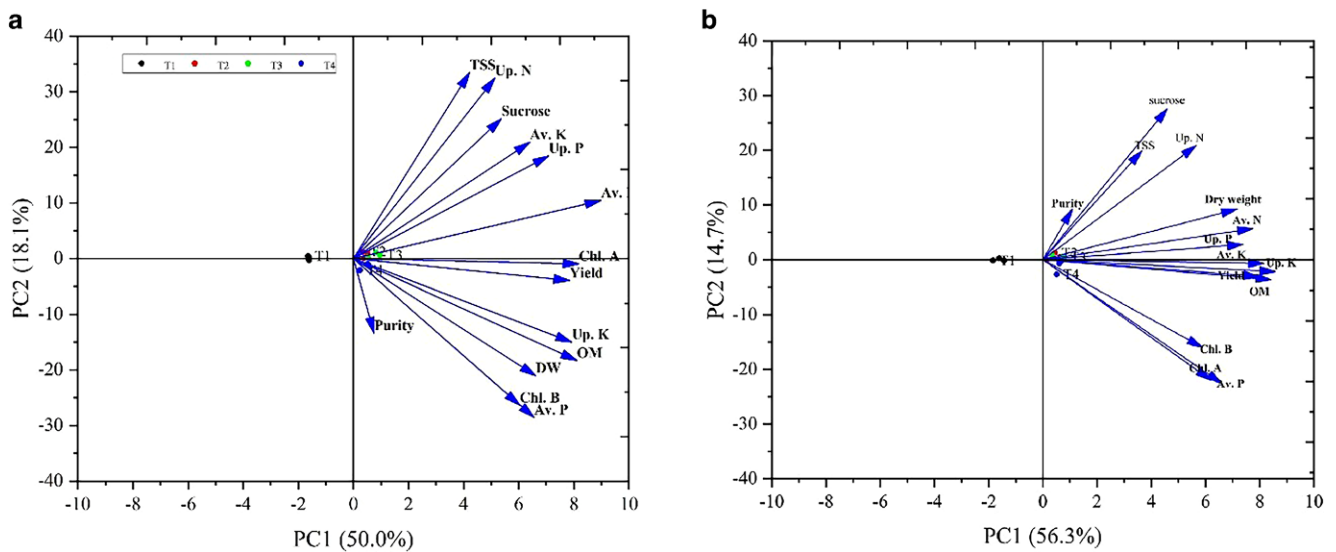 a
T1 T2 T3 T4
40
30
20
10
0
-10
-20
-30
-40
PC2 (18.1%)
TSS
Up. N
Sucrose
Av. K
Up. P
Av.
T1
T3
Chl. A
Yield
T4
Purity
Up. K
OM
DW
Chl. B
Av. P
-10 -8 -6 -4 -2 0 2 4 6 8 10
PC1 (50.0%)
b
40
30
20
10
0
-10
-20
-30
-40
PC2 (14.7%)
sucrose
Up. N
TSS
Purity
Dry weight
Av. N
Up. P
Av. K
Up. K
Yield
OM
T4
Chl. B
Chl. A
Av. P
-10 -8 -6 -4 -2 0 2 4 6 8 10
PC1 (56.3%)